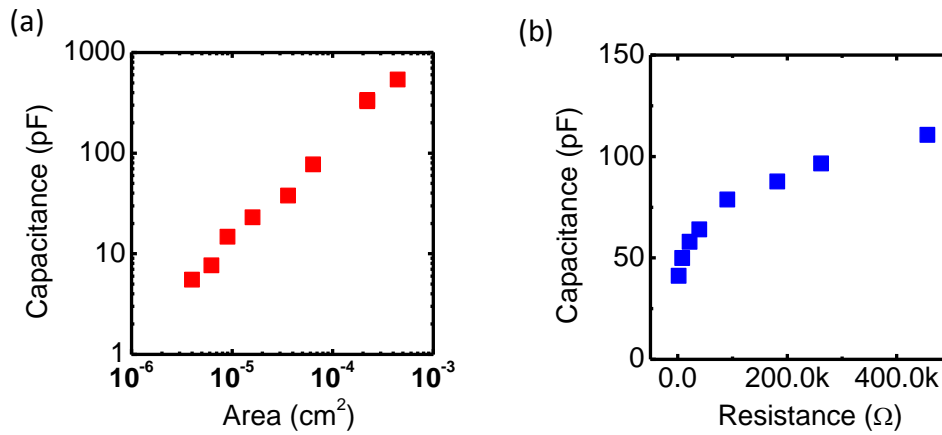 (a)
1000
100
10
1
10⁻⁶
10⁻⁵
10⁻⁴
10⁻³
Capacitance (pF)
Area (cm²)
(b)
150
100
50
0
0.0
200.0k
400.0k
Capacitance (pF)
Resistance (Ω)